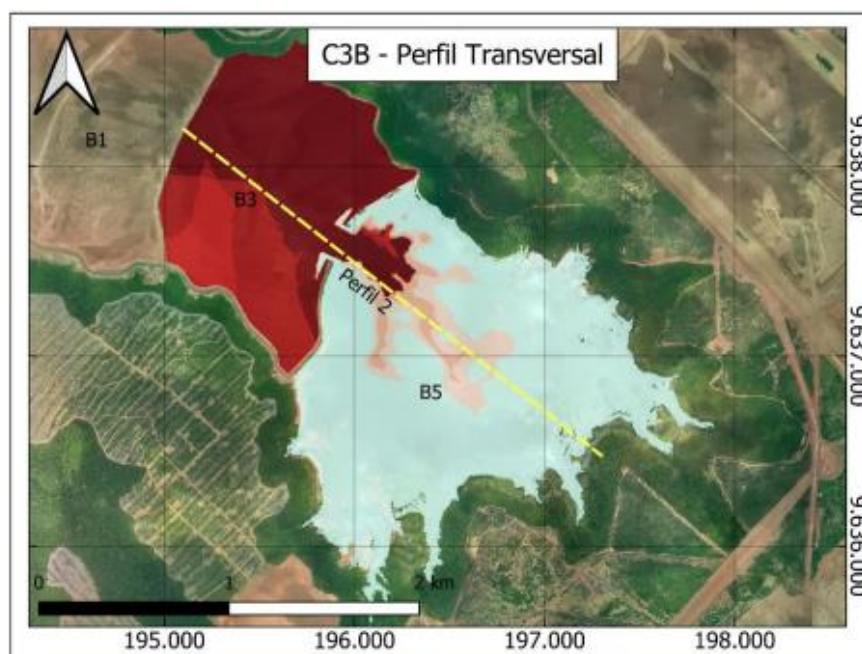 C3B - Perfil Transversal
B1
B3
Perfil 2
B5
9.638.000
9.637.000
9.636.000
0
1
2 km
195.000
196.000
197.000
198.000